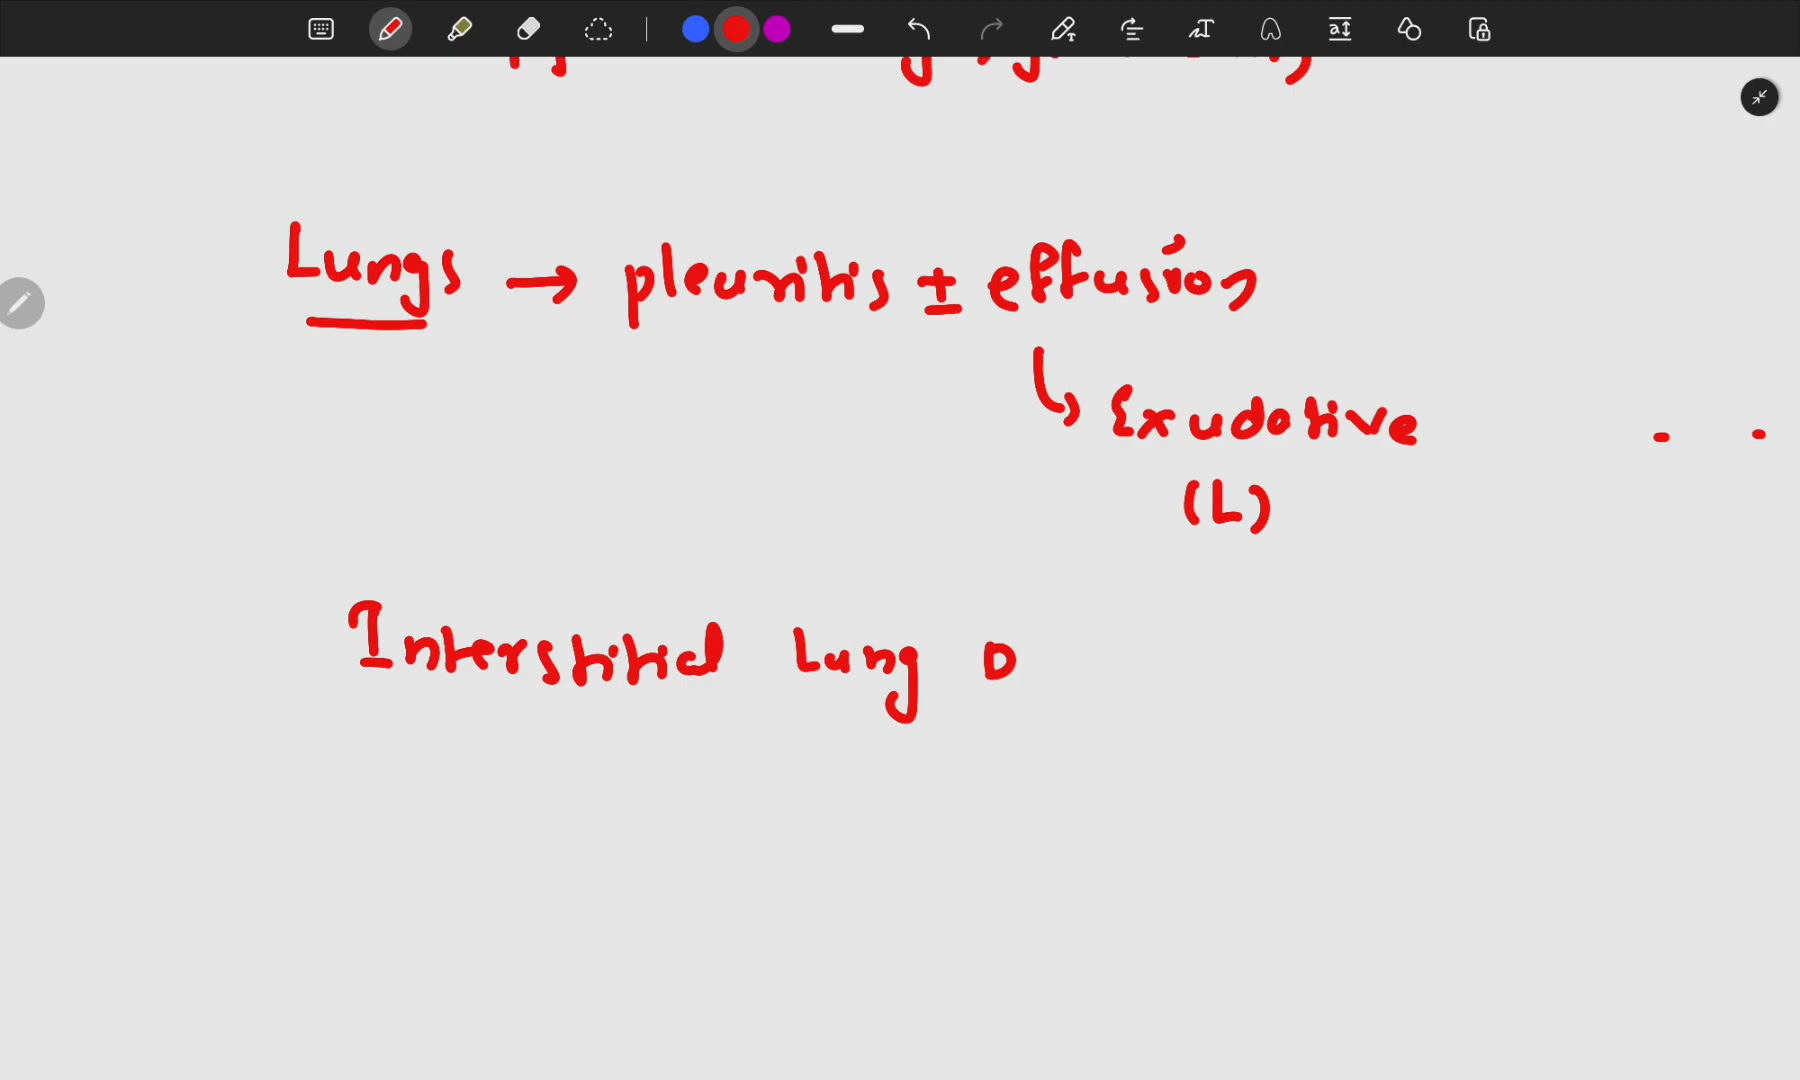 Lungs → pleuritis ± effusion
↳ Exudative
(L)
Interstitial Lung D